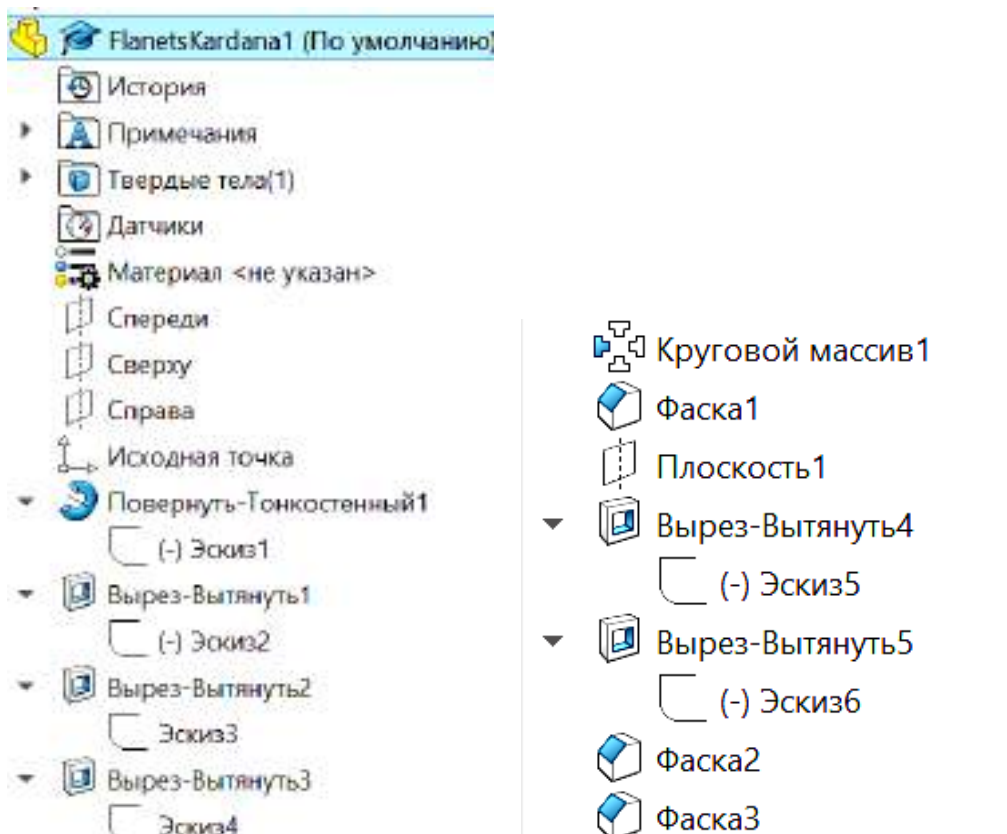 FlanetsKardana1 (По умолчанию)
История
Примечания
Твердые тела(1)
Датчики
Материал <не указан>
Спереди
Сверху
Справа
Исходная точка
Повернуть-Тонкостенный1
(-) Эскиз1
Вырез-Вытянуть1
(-) Эскиз2
Вырез-Вытянуть2
Эскиз3
Вырез-Вытянуть3
Эскиз4
Круговой массив1
Фаска1
Плоскость1
Вырез-Вытянуть4
(-) Эскиз5
Вырез-Вытянуть5
(-) Эскиз6
Фаска2
Фаска3